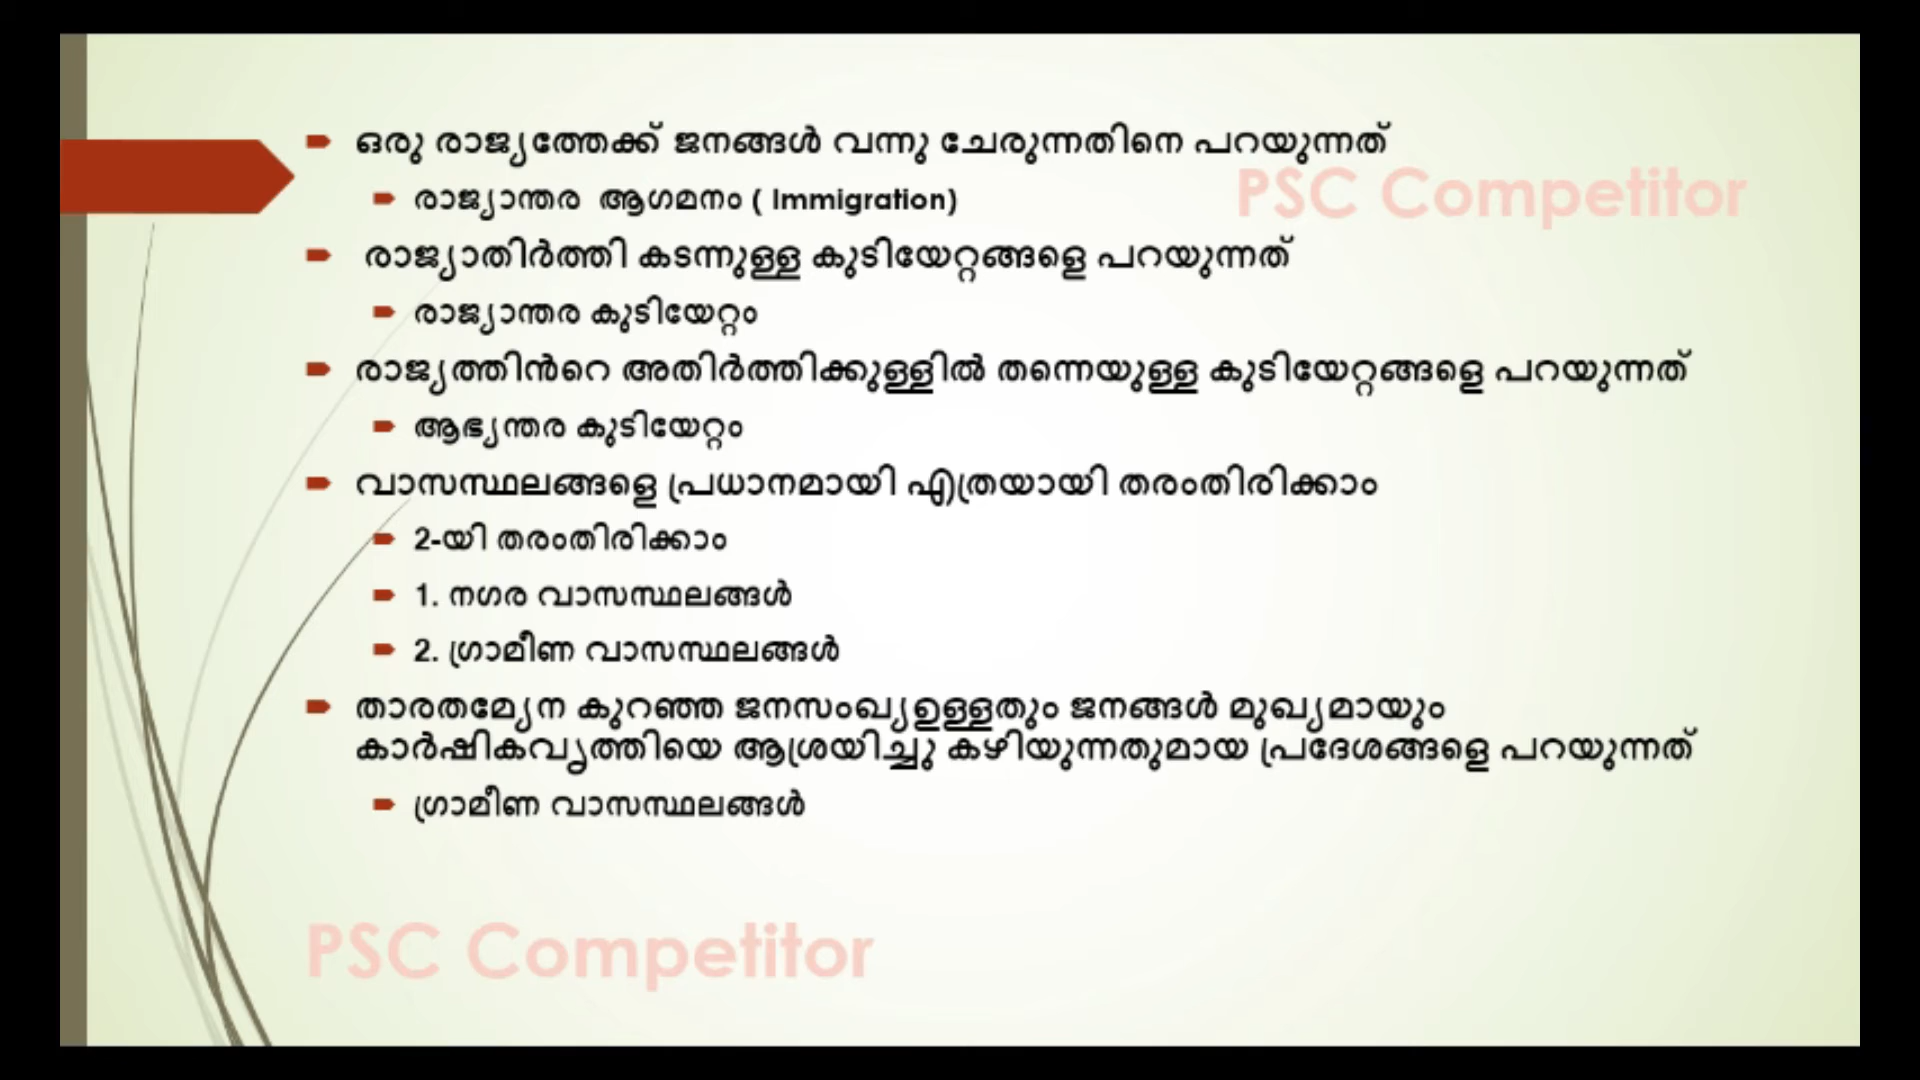 ഒരു രാജ്യത്തേക്ക് ജനങ്ങൾ വന്നു ചേരുന്നതിനെ പറയുന്നത്
PSC Competitor
രാജ്യാന്തര ആഗമനം ( Immigration)
രാജ്യാതിർത്തി കടന്നുള്ള കുടിയേറ്റങ്ങളെ പറയുന്നത്
രാജ്യാന്തര കുടിയേറ്റം
രാജ്യത്തിൻറെ അതിർത്തിക്കുള്ളിൽ തന്നെയുള്ള കുടിയേറ്റങ്ങളെ പറയുന്നത്
ആഭ്യന്തര കുടിയേറ്റം
വാസസ്ഥലങ്ങളെ പ്രധാനമായി എത്രയായി തരംതിരിക്കാം
2-യി തരംതിരിക്കാം
1. നഗര വാസസ്ഥലങ്ങൾ
2. ഗ്രാമീണ വാസസ്ഥലങ്ങൾ
താരതമ്യേന കുറഞ്ഞ ജനസംഖ്യഉള്ളതും ജനങ്ങൾ മുഖ്യമായും
കാർഷികവൃത്തിയെ ആശ്രയിച്ചു കഴിയുന്നതുമായ പ്രദേശങ്ങളെ പറയുന്നത്
ഗ്രാമീണ വാസസ്ഥലങ്ങൾ
PSC Competitor